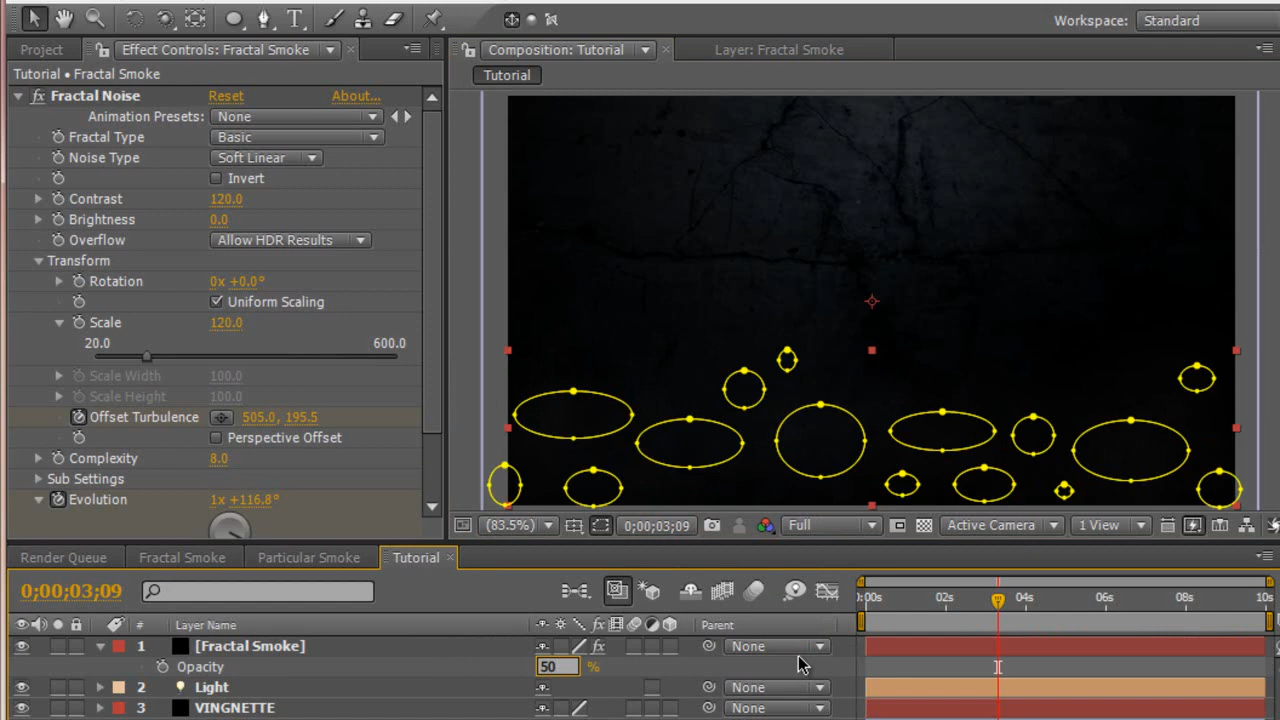 Workspace: Standard
Project Effect Controls: Fractal Smoke
Composition: Tutorial Layer: Fractal Smoke
Tutorial • Fractal Smoke
Tutorial
fx Fractal Noise Reset About...
Animation Presets: None
Fractal Type Basic
Noise Type Soft Linear
Invert
Contrast 120.0
Brightness 0.0
Overflow Allow HDR Results
Transform
Rotation 0x +0.0°
Uniform Scaling
Scale 120.0
20.0 600.0
Scale Width 100.0
Scale Height 100.0
Offset Turbulence 505.0, 195.5
Perspective Offset
Complexity 8.0
Sub Settings
Evolution 1x +116.8°
(83.5%) 0;00;03;09 Full Active Camera 1 View
Render Queue Fractal Smoke Particular Smoke Tutorial
0;00;03;09
:00s 02s 04s 06s 08s 10s
# Layer Name fx Parent
1 [Fractal Smoke] fx None
Opacity 50 %
2 Light None
3 VINGNETTE None